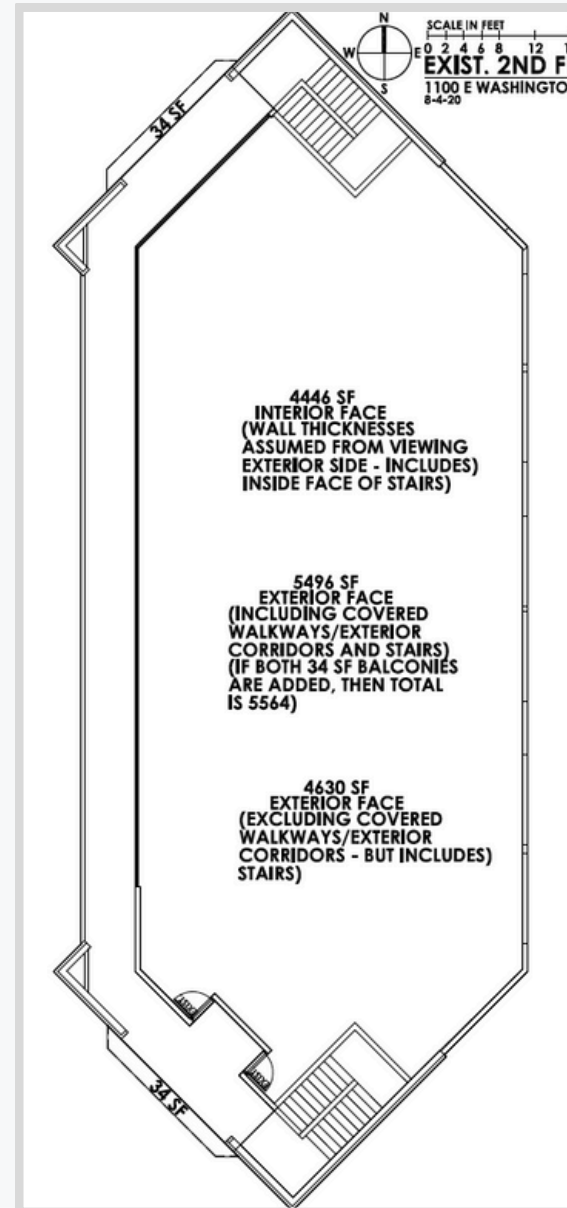 N
W
E
S
SCALE IN FEET
0 2 4 6 8 12 1
EXIST. 2ND F
1100 E WASHINGTO
8-4-20
34 SF
4446 SF
INTERIOR FACE
(WALL THICKNESSES
ASSUMED FROM VIEWING
EXTERIOR SIDE - INCLUDES)
INSIDE FACE OF STAIRS)
5496 SF
EXTERIOR FACE
(INCLUDING COVERED
WALKWAYS/EXTERIOR
CORRIDORS AND STAIRS)
(IF BOTH 34 SF BALCONIES
ARE ADDED, THEN TOTAL
IS 5564)
4630 SF
EXTERIOR FACE
(EXCLUDING COVERED
WALKWAYS/EXTERIOR
CORRIDORS - BUT INCLUDES)
STAIRS)
34 SF